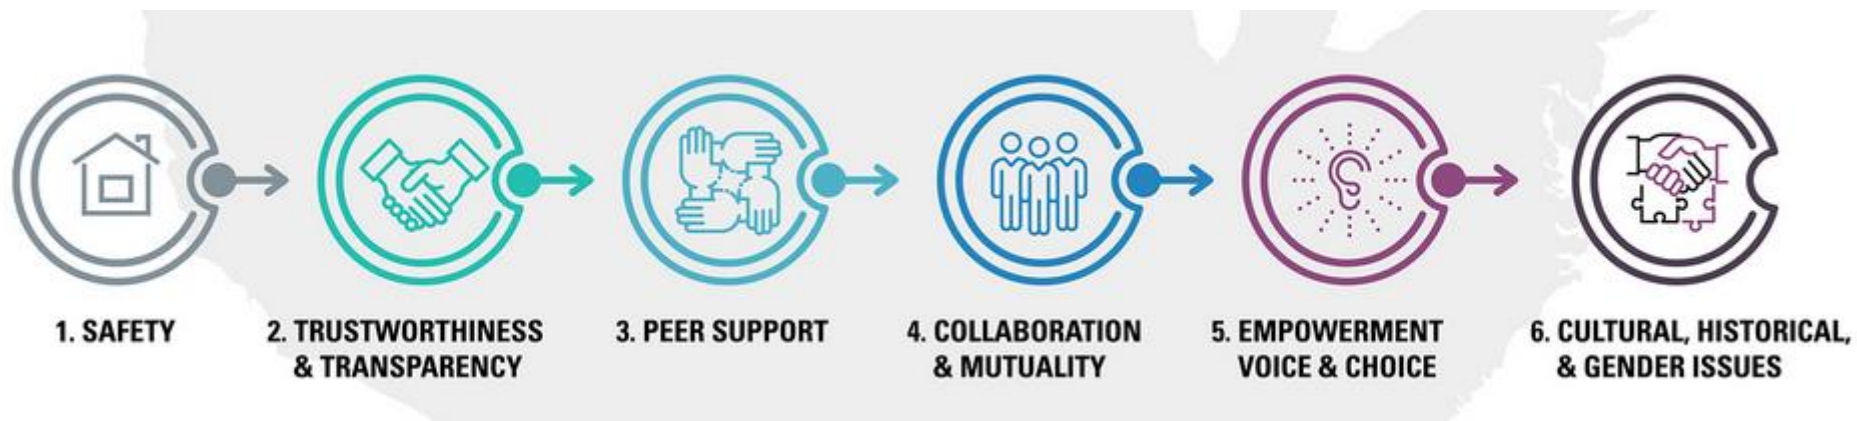 1. SAFETY
2. TRUSTWORTHINESS
& TRANSPARENCY
3. PEER SUPPORT
4. COLLABORATION
& MUTUALITY
5. EMPOWERMENT
VOICE & CHOICE
6. CULTURAL, HISTORICAL,
& GENDER ISSUES